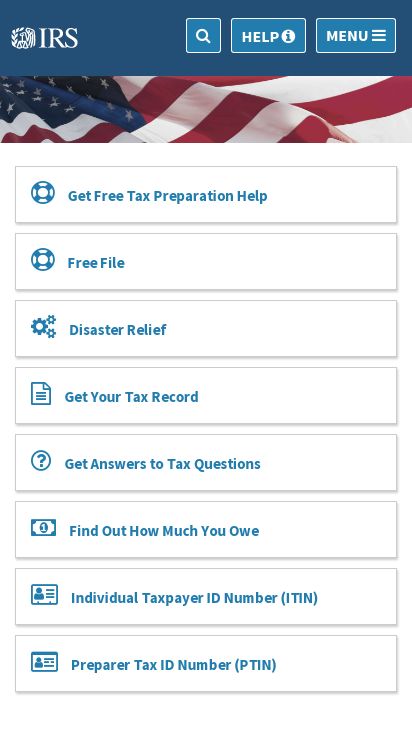 IRS
HELP
MENU
Get Free Tax Preparation Help
Free File
Disaster Relief
Get Your Tax Record
Get Answers to Tax Questions
Find Out How Much You Owe
Individual Taxpayer ID Number (ITIN)
Preparer Tax ID Number (PTIN)